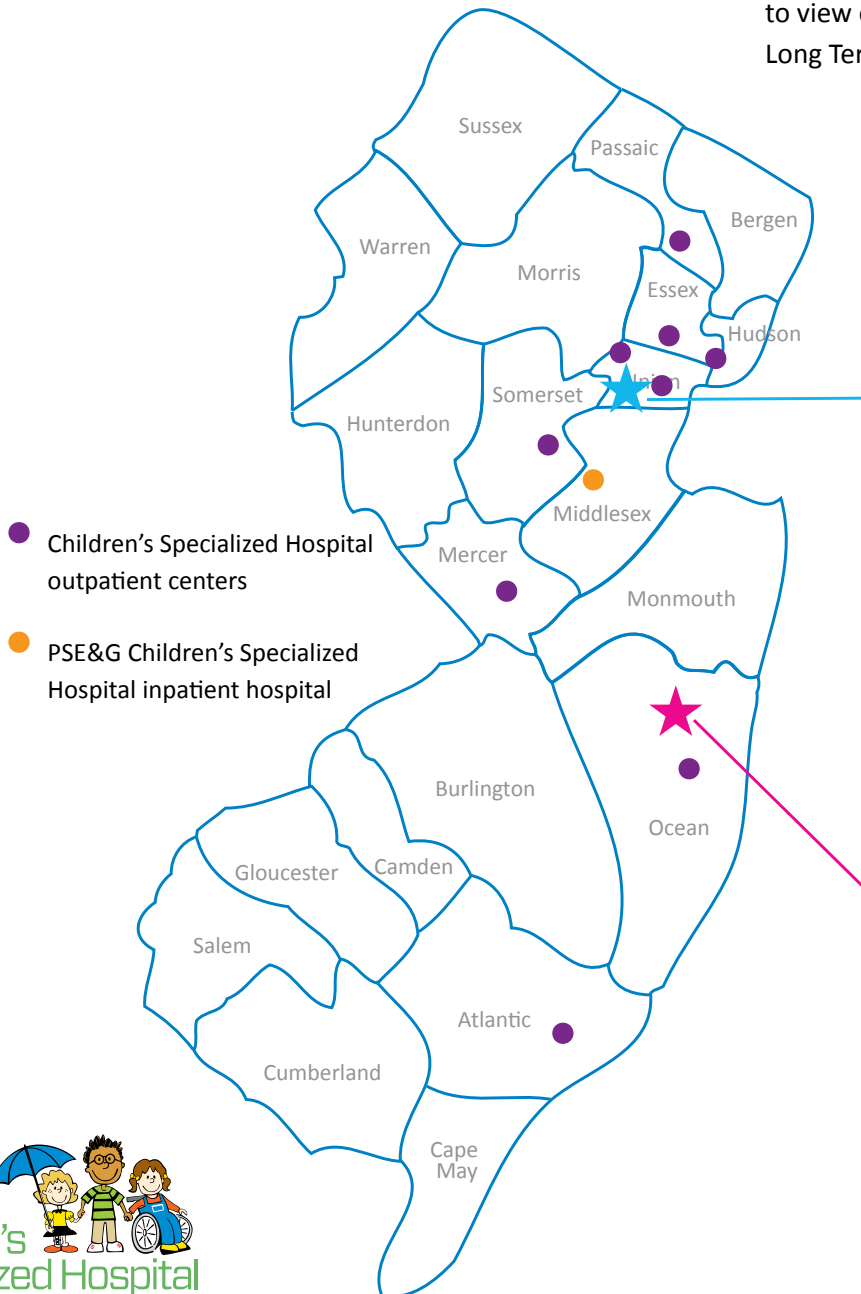 to view
Long
Sussex
Passaic
Bergen
Warren
Morris
Essex
Hudson
Union
Somerset
Hunterdon
Middlesex
Mercer
Monmouth
Children's Specialized Hospital
outpatient centers
PSE&G Children's Specialized
Hospital inpatient hospital
Burlington
Ocean
Camden
Gloucester
Salem
Atlantic
Cumberland
Cape
May
's
zed Hospital